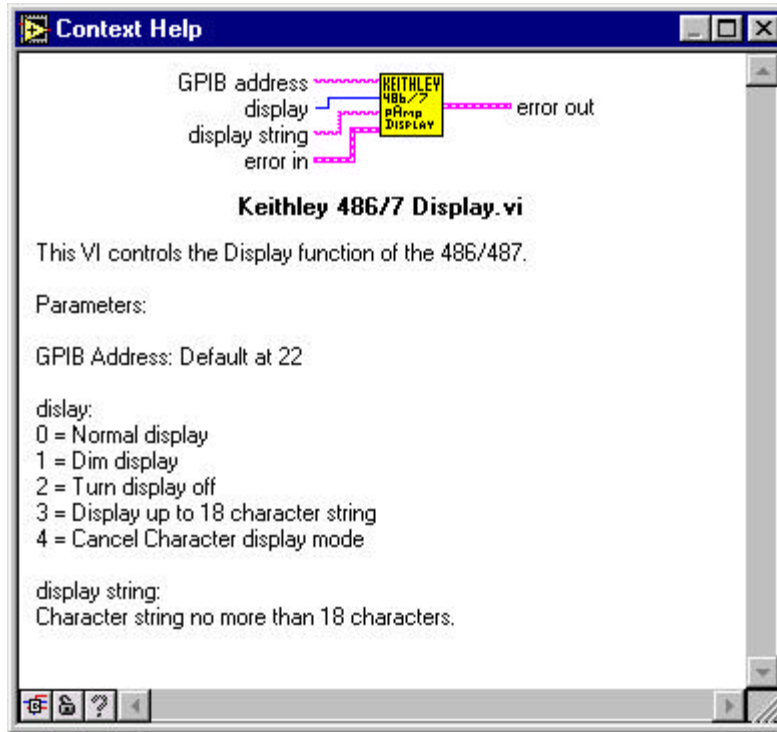 Context Help
GPIB address
display
display string
error in
KEITHLEY
486/7
pAmp
DISPLAY
error out
Keithley 486/7 Display.vi
This VI controls the Display function of the 486/487.
Parameters:
GPIB Address: Default at 22
dislay:
0 = Normal display
1 = Dim display
2 = Turn display off
3 = Display up to 18 character string
4 = Cancel Character display mode
display string:
Character string no more than 18 characters.
?